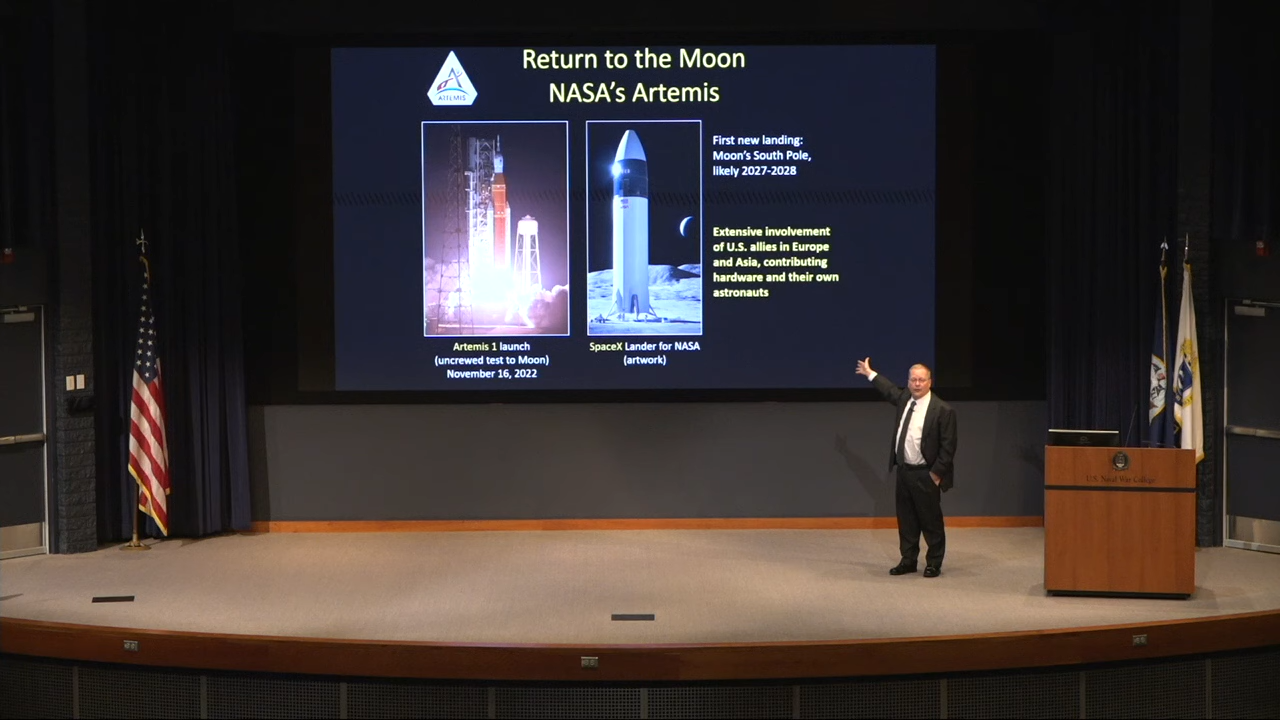 Return to the Moon
NASA's Artemis
ARTEMIS
First new landing:
Moon's South Pole,
likely 2027-2028
Extensive involvement
of U.S. allies in Europe
and Asia, contributing
hardware and their own
astronauts
Artemis 1 launch
(uncrewed test to Moon)
November 16, 2022
SpaceX Lander for NASA
(artwork)
U.S. Naval War College